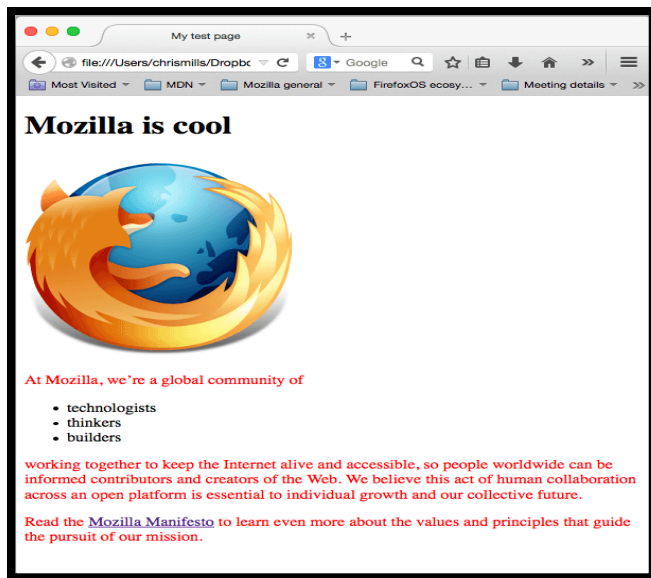 My test page
file:///Users/chrismills/Dropbc
8 Google
Most Visited MDN Mozilla general FirefoxOS ecosy... Meeting details
Mozilla is cool
At Mozilla, we’re a global community of
• technologists
• thinkers
• builders
working together to keep the Internet alive and accessible, so people worldwide can be
informed contributors and creators of the Web. We believe this act of human collaboration
across an open platform is essential to individual growth and our collective future.
Read the Mozilla Manifesto to learn even more about the values and principles that guide
the pursuit of our mission.